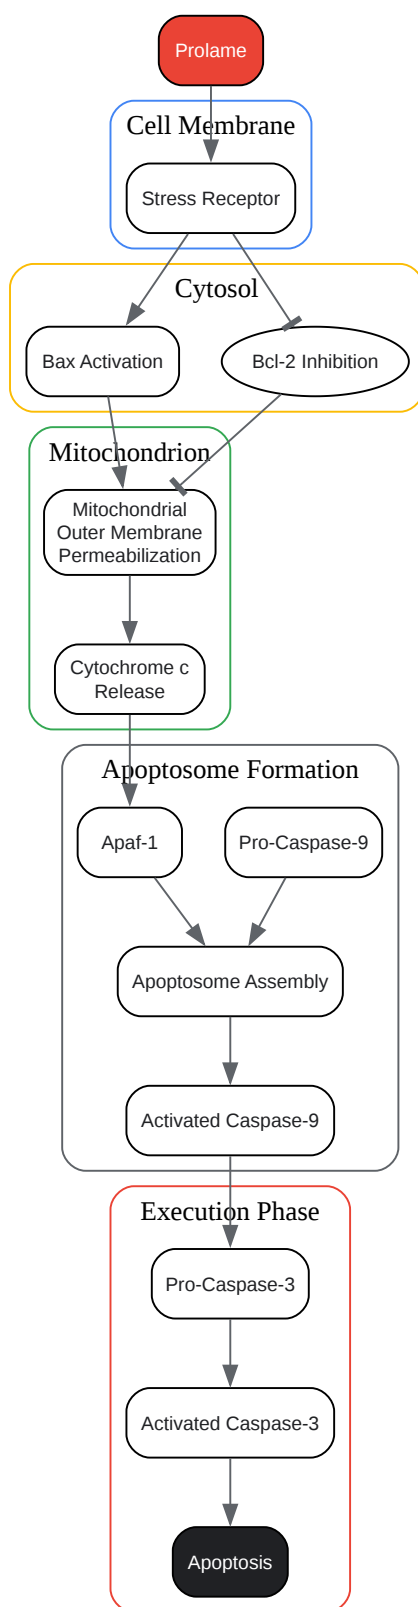 Prolame
Cell Membrane
Stress Receptor
Cytosol
Bax Activation
Bcl-2 Inhibition
Mitochondrion
Mitochondrial
Outer Membrane
Permeabilization
Cytochrome c
Release
Apoptosome Formation
Apaf-1
Pro-Caspase-9
Apoptosome Assembly
Activated Caspase-9
Execution Phase
Pro-Caspase-3
Activated Caspase-3
Apoptosis